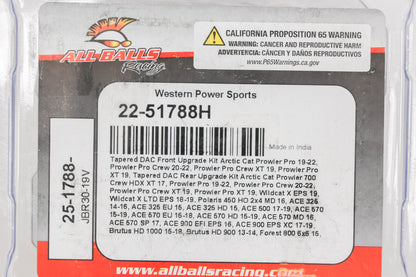 ALL BALLS
Racing
CALIFORNIA PROPOSITION 65 WARNING
WARNING: CANCER AND REPRODUCTIVE HARM
ADVERTENCIA: CÁNCER Y DAÑOS REPRODUCTIVOS
www.P65Warnings.ca.gov
Western Power Sports
22-51788H
Made in India
Tapered DAC Front Upgrade Kit Arctic Cat Prowler Pro 19-22,
Prowler Pro Crew 20-22, Prowler Pro Crew XT 19, Prowler Pro
XT 19, Tapered DAC Rear Upgrade Kit Arctic Cat Prowler 700
Crew HDX XT 17, Prowler Pro 19-22, Prowler Pro Crew 20-22,
Prowler Pro Crew XT 19, Prowler Pro XT 19, Wildcat X EPS 19,
Wildcat X LTD EPS 18-19, Polaris 450 HO 2x4 MD 16, ACE 325
14-16, ACE 325 EU 15, ACE 325 HD 15, ACE 500 17-19, ACE 570
15-19, ACE 570 EU 16-18, ACE 570 HD 15-19, ACE 570 MD 16,
ACE 570 SP 17, ACE 900 EFI EPS 16, ACE 900 EPS XC 17-19,
Brutus HD 1000 15-18, Brutus HD 900 13-14, Forest 800 6x6 15,
25-1788-
JBR30-19V
www.allballsracing.com